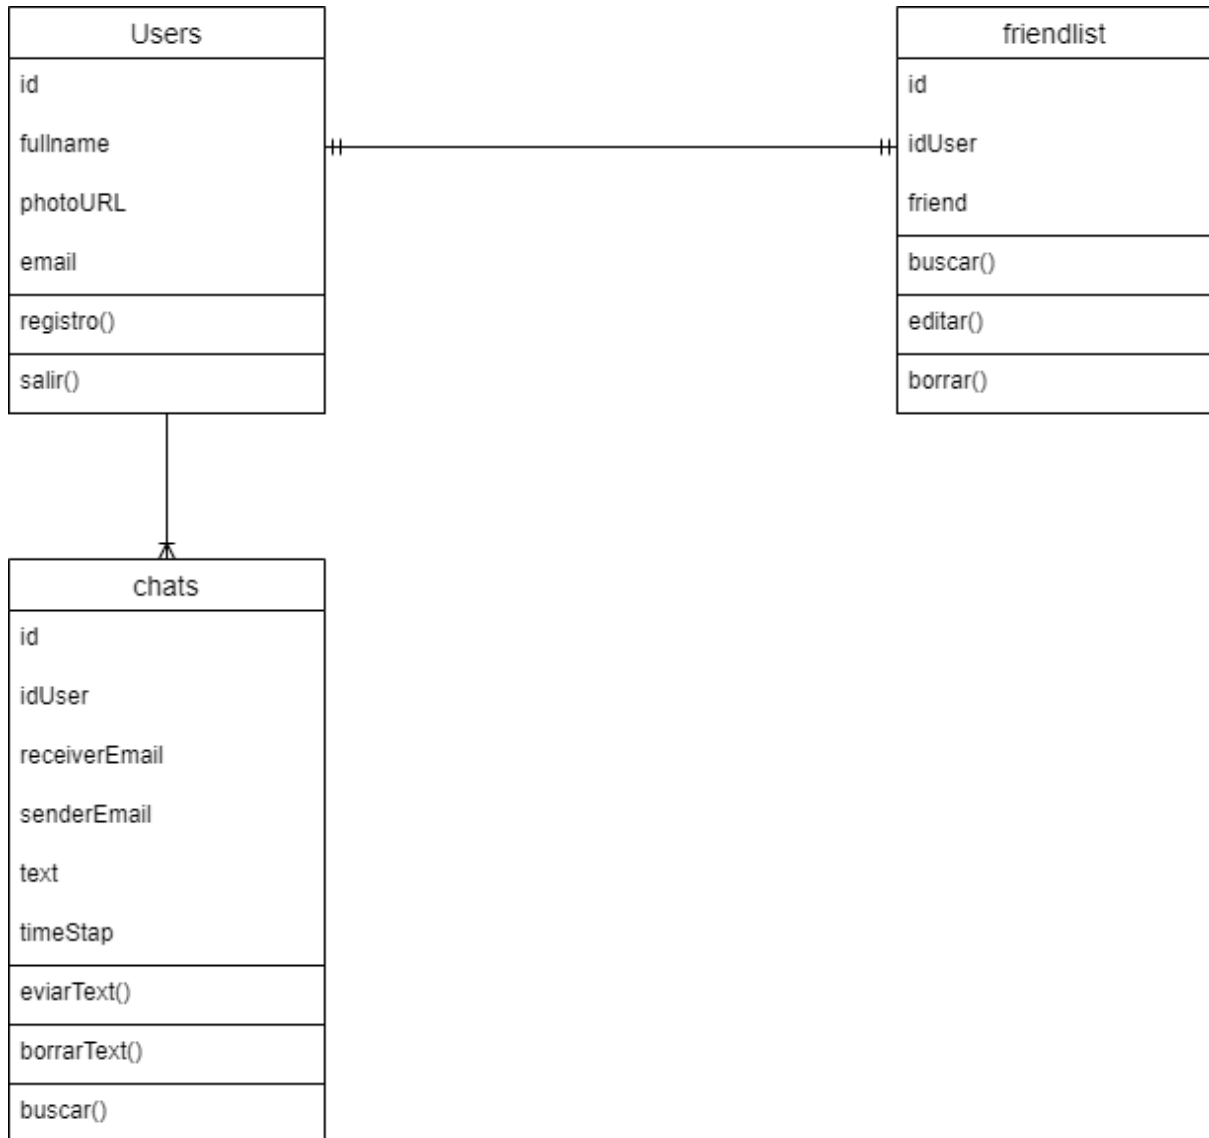 Users
id
fullname
photoURL
email
registro()
salir()
friendlist
id
idUser
friend
buscar()
editar()
borrar()
chats
id
idUser
receiverEmail
senderEmail
text
timeStap
eviarText()
borrarText()
buscar()